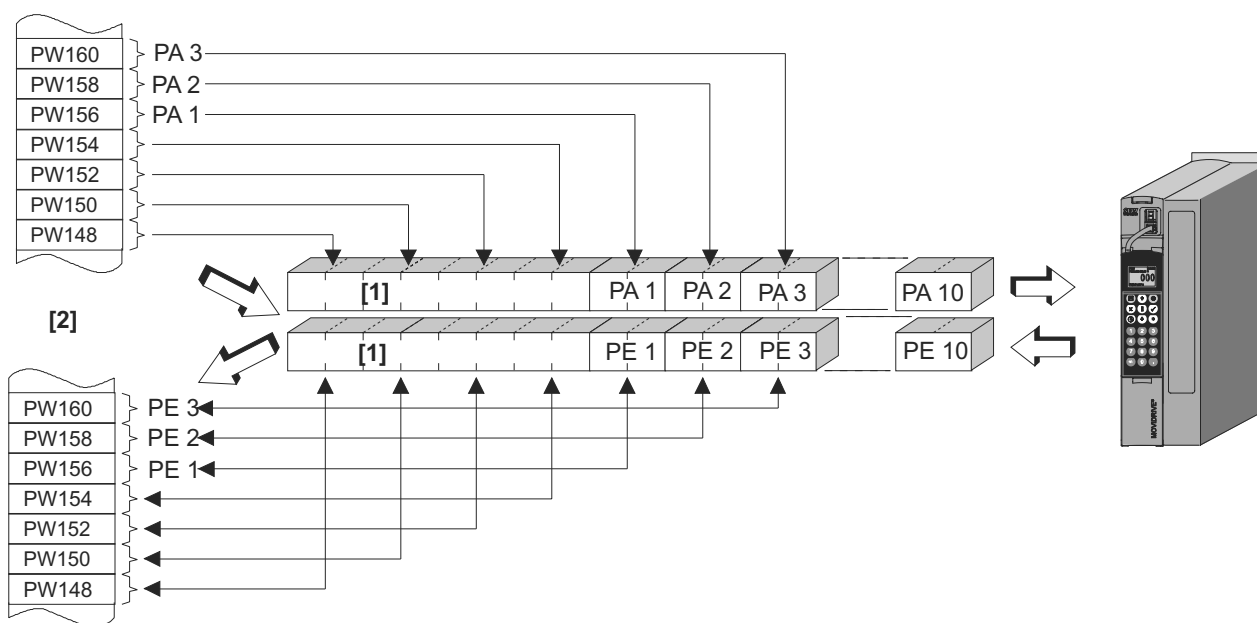 PW160 PA 3
PW158 PA 2
PW156 PA 1
PW154
PW152
PW150
PW148
[1] PA 1 PA 2 PA 3 PA 10
[2]
[1] PE 1 PE 2 PE 3 PE 10
PW160 PE 3
PW158 PE 2
PW156 PE 1
PW154
PW152
PW150
PW148
000
MOVIDRIVE®